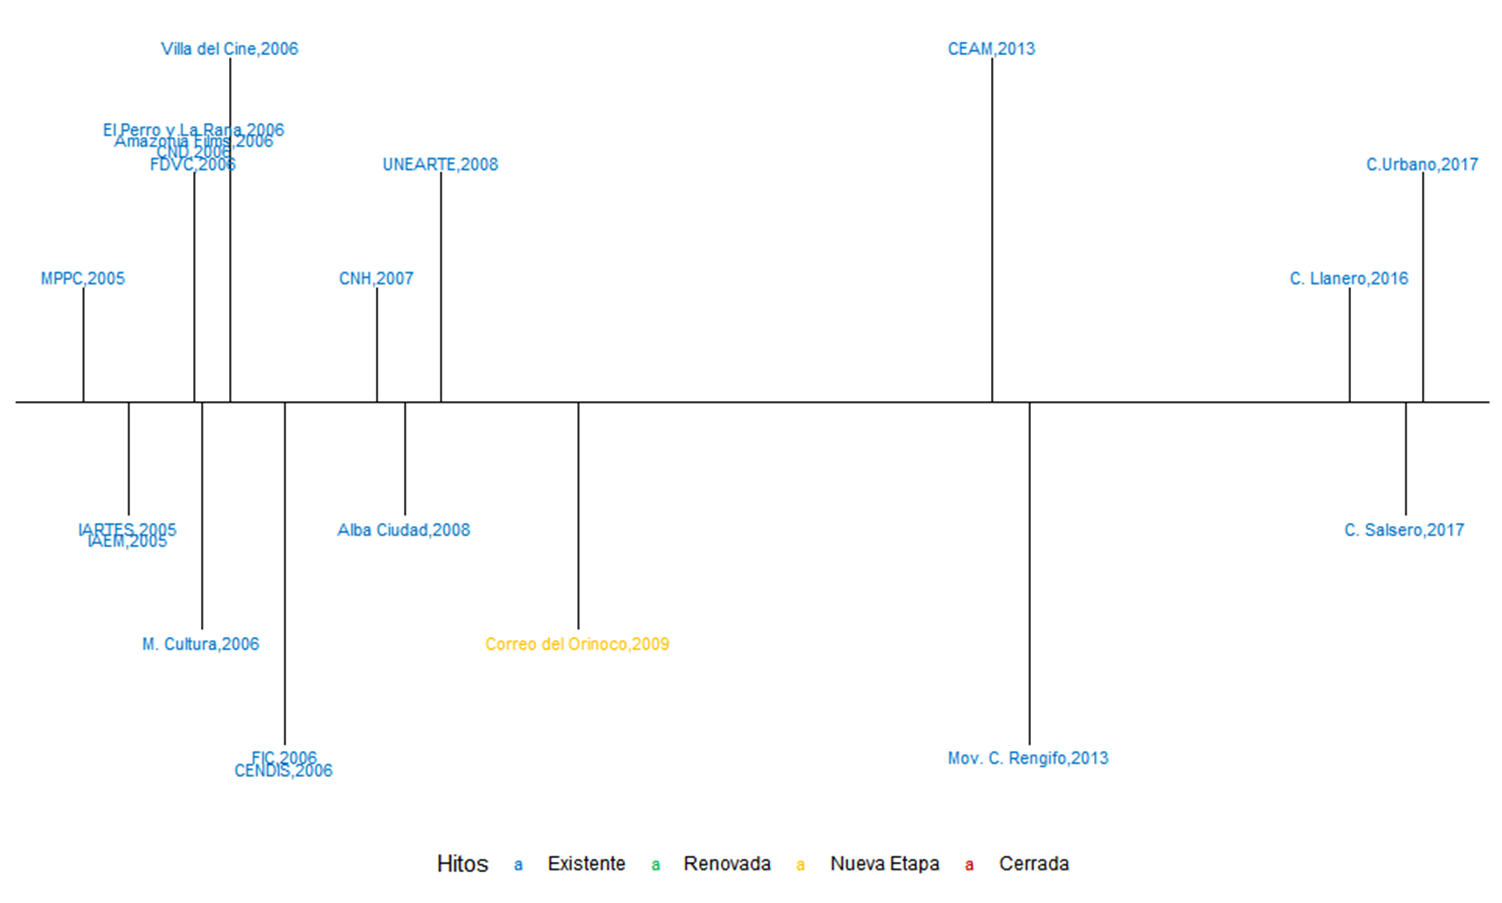 Villa del Cine,2006
CEAM,2013
El Perro y La Rana,2006
Amazonia Films,2006
CND,2006
FDVC,2006
UNEARTE,2008
C.Urbano,2017
MPPC,2005
CNH,2007
C. Llanero,2016
IARTES,2005
IAEM,2005
Alba Ciudad,2008
C. Salsero,2017
M. Cultura,2006
Correo del Orinoco,2009
FIC,2006
CENDIS,2006
Mov. C. Rengifo,2013
Hitos a Existente a Renovada a Nueva Etapa a Cerrada